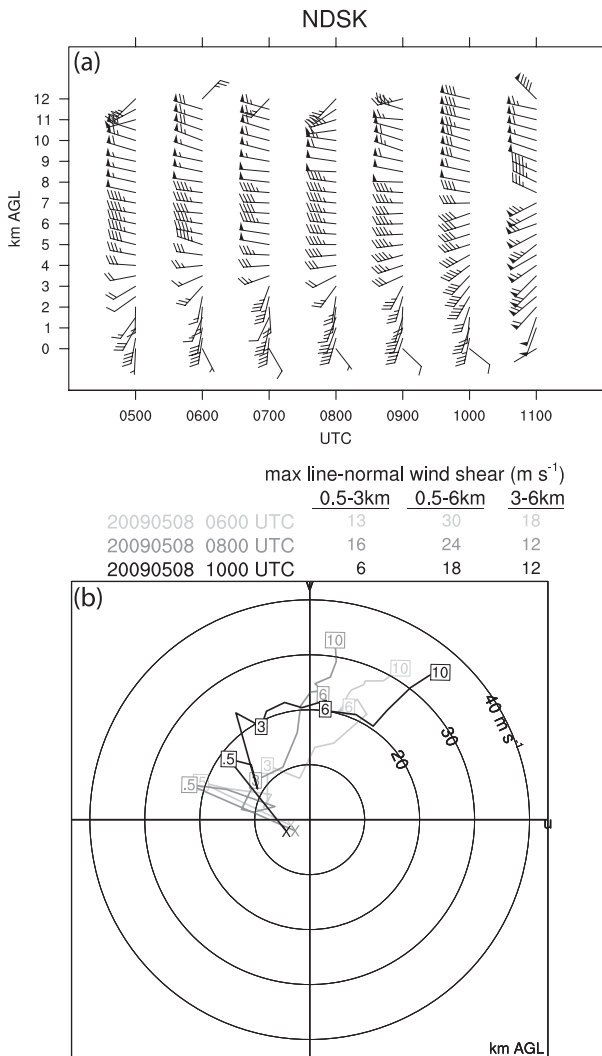 NDSK
(a)
12
11
10
9
8
7
6
5
4
3
2
1
0
km AGL
0500 0600 0700 0800 0900 1000 1100
UTC
max line-normal wind shear (m s⁻¹)
0.5-3km 0.5-6km 3-6km
20090508 0600 UTC 13 30 18
20090508 0800 UTC 16 24 12
20090508 1000 UTC 6 18 12
(b)
v
10
10
10
40 m s⁻¹
6
6
6
3
30
20
.5
3
.5
.5
X X
u
km AGL